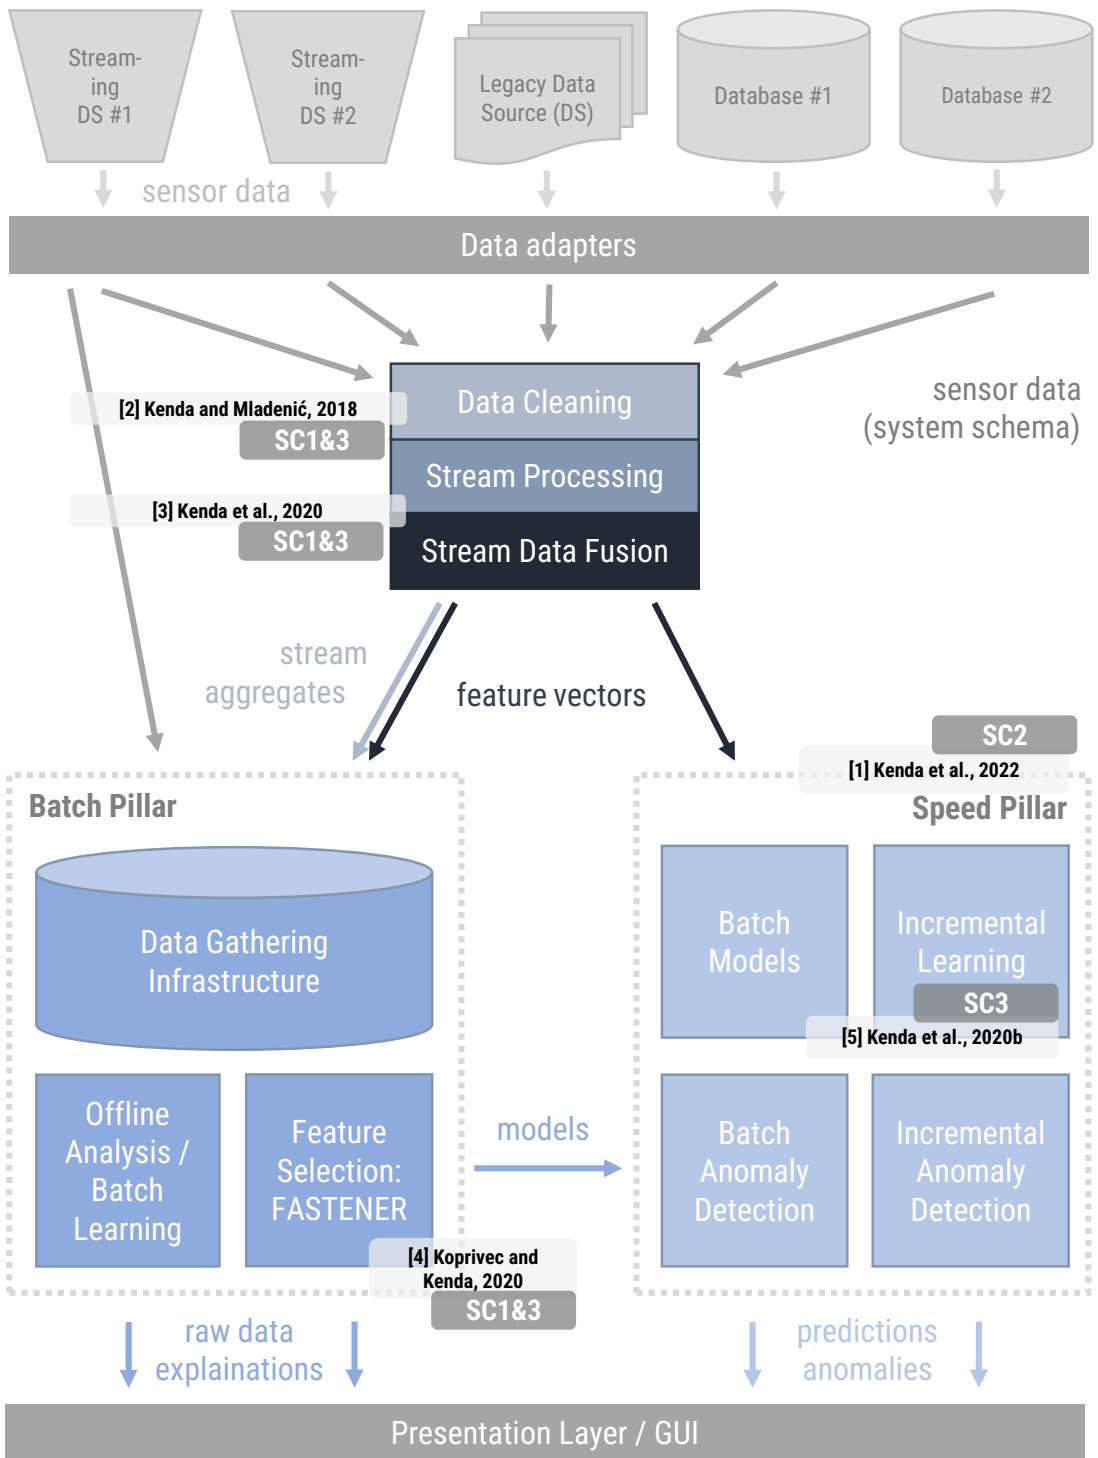 Stream-
ing
DS #1
Stream-
ing
DS #2
Legacy Data
Source (DS)
Database #1
Database #2
sensor data
Data adapters
sensor data
(system schema)
Data Cleaning
[2] Kenda and Mladenić, 2018
SC1&3
Stream Processing
[3] Kenda et al., 2020
SC1&3
Stream Data Fusion
stream
aggregates
feature vectors
SC2
[1] Kenda et al., 2022
Batch Pillar
Speed Pillar
Data Gathering
Infrastructure
Batch
Models
Incremental
Learning
SC3
[5] Kenda et al., 2020b
Offline
Analysis /
Batch
Learning
Feature
Selection:
FASTENER
models
Batch
Anomaly
Detection
Incremental
Anomaly
Detection
[4] Koprivec and
Kenda, 2020
SC1&3
raw data
explainations
predictions
anomalies
Presentation Layer / GUI